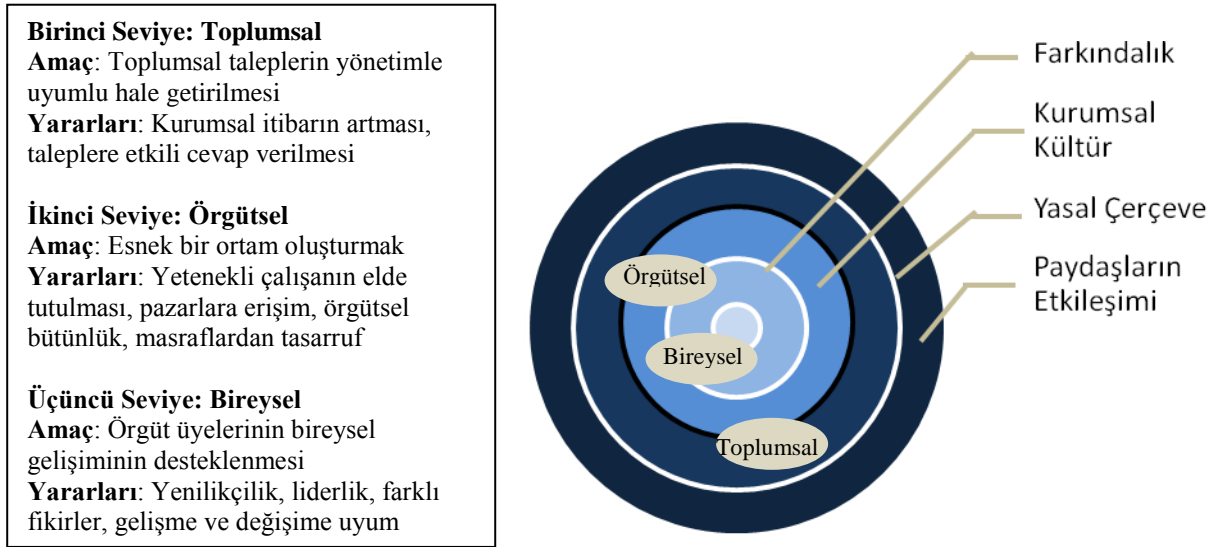 Birinci Seviye: Toplumsal
Amaç: Toplumsal taleplerin yönetimle
uyumlu hale getirilmesi
Yararları: Kurumsal itibarın artması,
taleplere etkili cevap verilmesi
İkinci Seviye: Örgütsel
Amaç: Esnek bir ortam oluşturmak
Yararları: Yetenekli çalışanın elde
tutulması, pazarlara erişim, örgütsel
bütünlük, masraflardan tasarruf
Üçüncü Seviye: Bireysel
Amaç: Örgüt üyelerinin bireysel
gelişiminin desteklenmesi
Yararları: Yenilikçilik, liderlik, farklı
fikirler, gelişme ve değişime uyum
Örgütsel
Bireysel
Toplumsal
Farkındalık
Kurumsal
Kültür
Yasal Çerçeve
Paydaşların
Etkileşimi